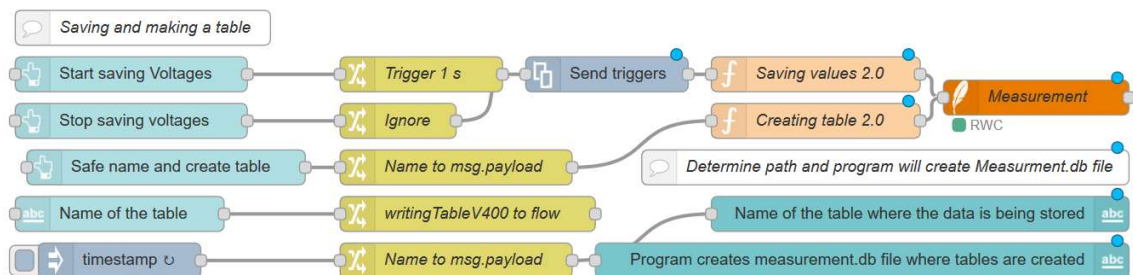 Saving and making a table
Start saving Voltages
Trigger 1 s
Send triggers
Saving values 2.0
Measurement
Stop saving voltages
Ignore
Creating table 2.0
RWC
Safe name and create table
Name to msg.payload
Determine path and program will create Measurment.db file
abc
Name of the table
writingTableV400 to flow
Name of the table where the data is being stored
abc
timestamp ↻
Name to msg.payload
Program creates measurement.db file where tables are created
abc